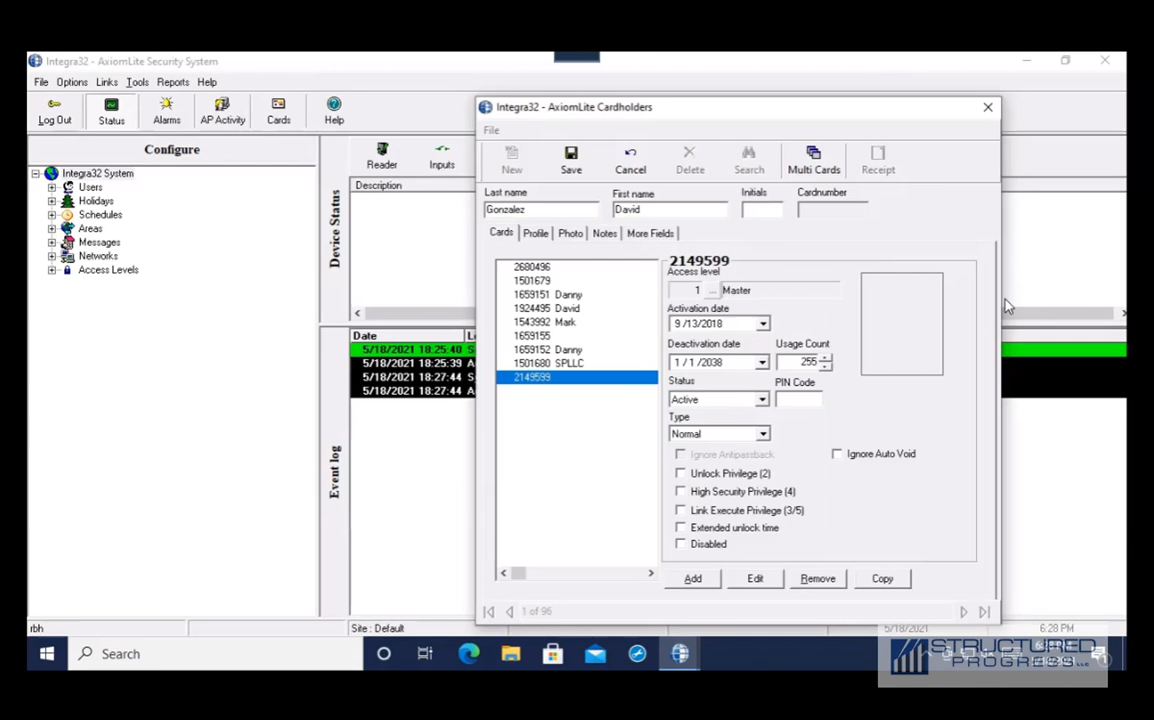 Integra32 - AxiomLite Security System
File Options Links Tools Reports Help
Log Out Status Alarms AP Activity Cards Help
Configure
Integra32 System
Users
Holidays
Schedules
Areas
Messages
Networks
Access Levels
Reader Inputs
Description
Device Status
Date
5/18/2021 18:25:40 S
5/18/2021 18:25:39 A
5/18/2021 18:27:44 S
5/18/2021 18:27:44 A
Event log
Integra32 - AxiomLite Cardholders
File
New Save Cancel Delete Search Multi Cards Receipt
Last name First name Initials Cardnumber
Gonzalez David
Cards Profile Photo Notes More Fields
2680496
1501679
1659151 Danny
1924495 David
1543992 Mark
1659155
1659152 Danny
1501680 SPLLC
2149599
2149599
Access level
1 ... Master
Activation date
9 /13/2018
Deactivation date Usage Count
1 / 1 /2038 255
Status PIN Code
Active
Type
Normal
Ignore Antipassback Ignore Auto Void
Unlock Privilege (2)
High Security Privilege (4)
Link Execute Privilege (3/5)
Extended unlock time
Disabled
Add Edit Remove Copy
1 of 96
rbh Site : Default 5/18/2021 6:28 PM
Search
STRUCTURED
PROGRESS LLC